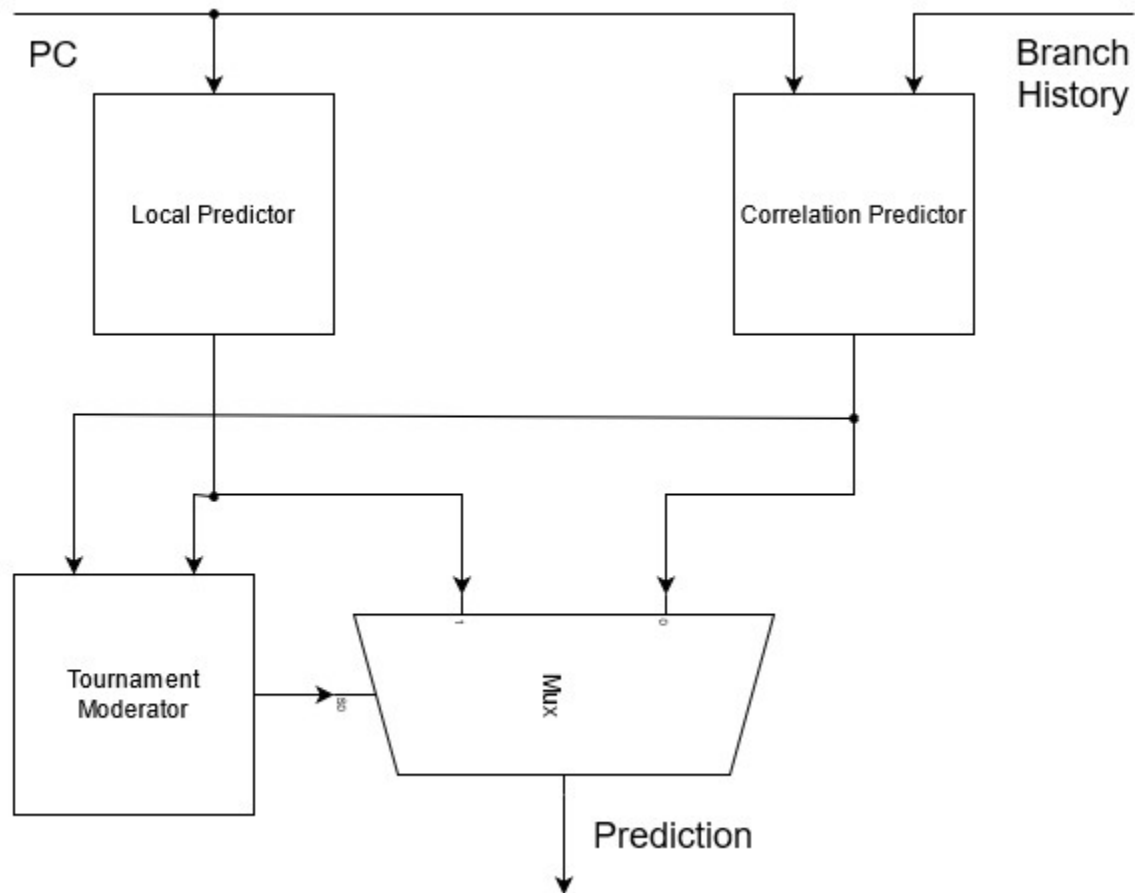 PC
Branch
History
Local Predictor
Correlation Predictor
1
0
Tournament
Moderator
S0
Mux
Prediction